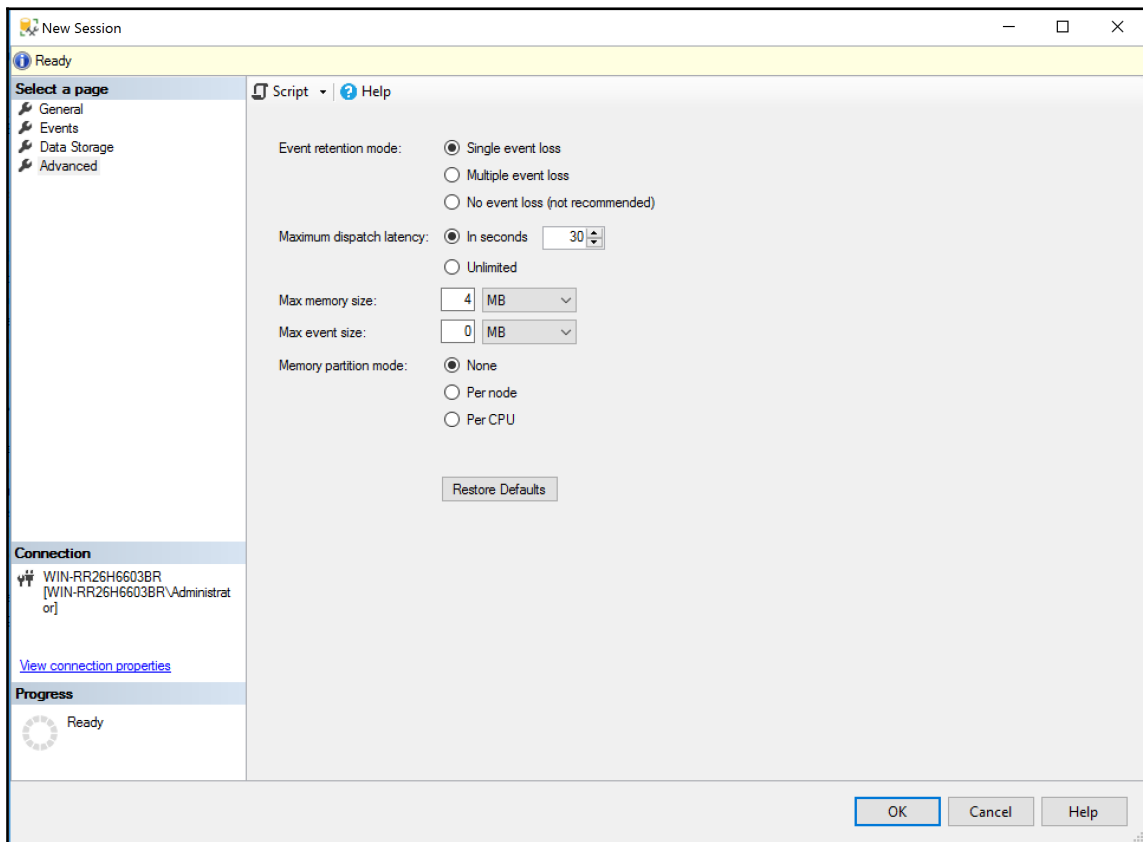 New Session
Ready
Select a page
General
Events
Data Storage
Advanced
Script
Help
Event retention mode:
Single event loss
Multiple event loss
No event loss (not recommended)
Maximum dispatch latency:
In seconds
30
Unlimited
Max memory size:
4
MB
Max event size:
0
MB
Memory partition mode:
None
Per node
Per CPU
Restore Defaults
Connection
WIN-RR26H6603BR
[WIN-RR26H6603BR\Administrat
or]
View connection properties
Progress
Ready
OK
Cancel
Help